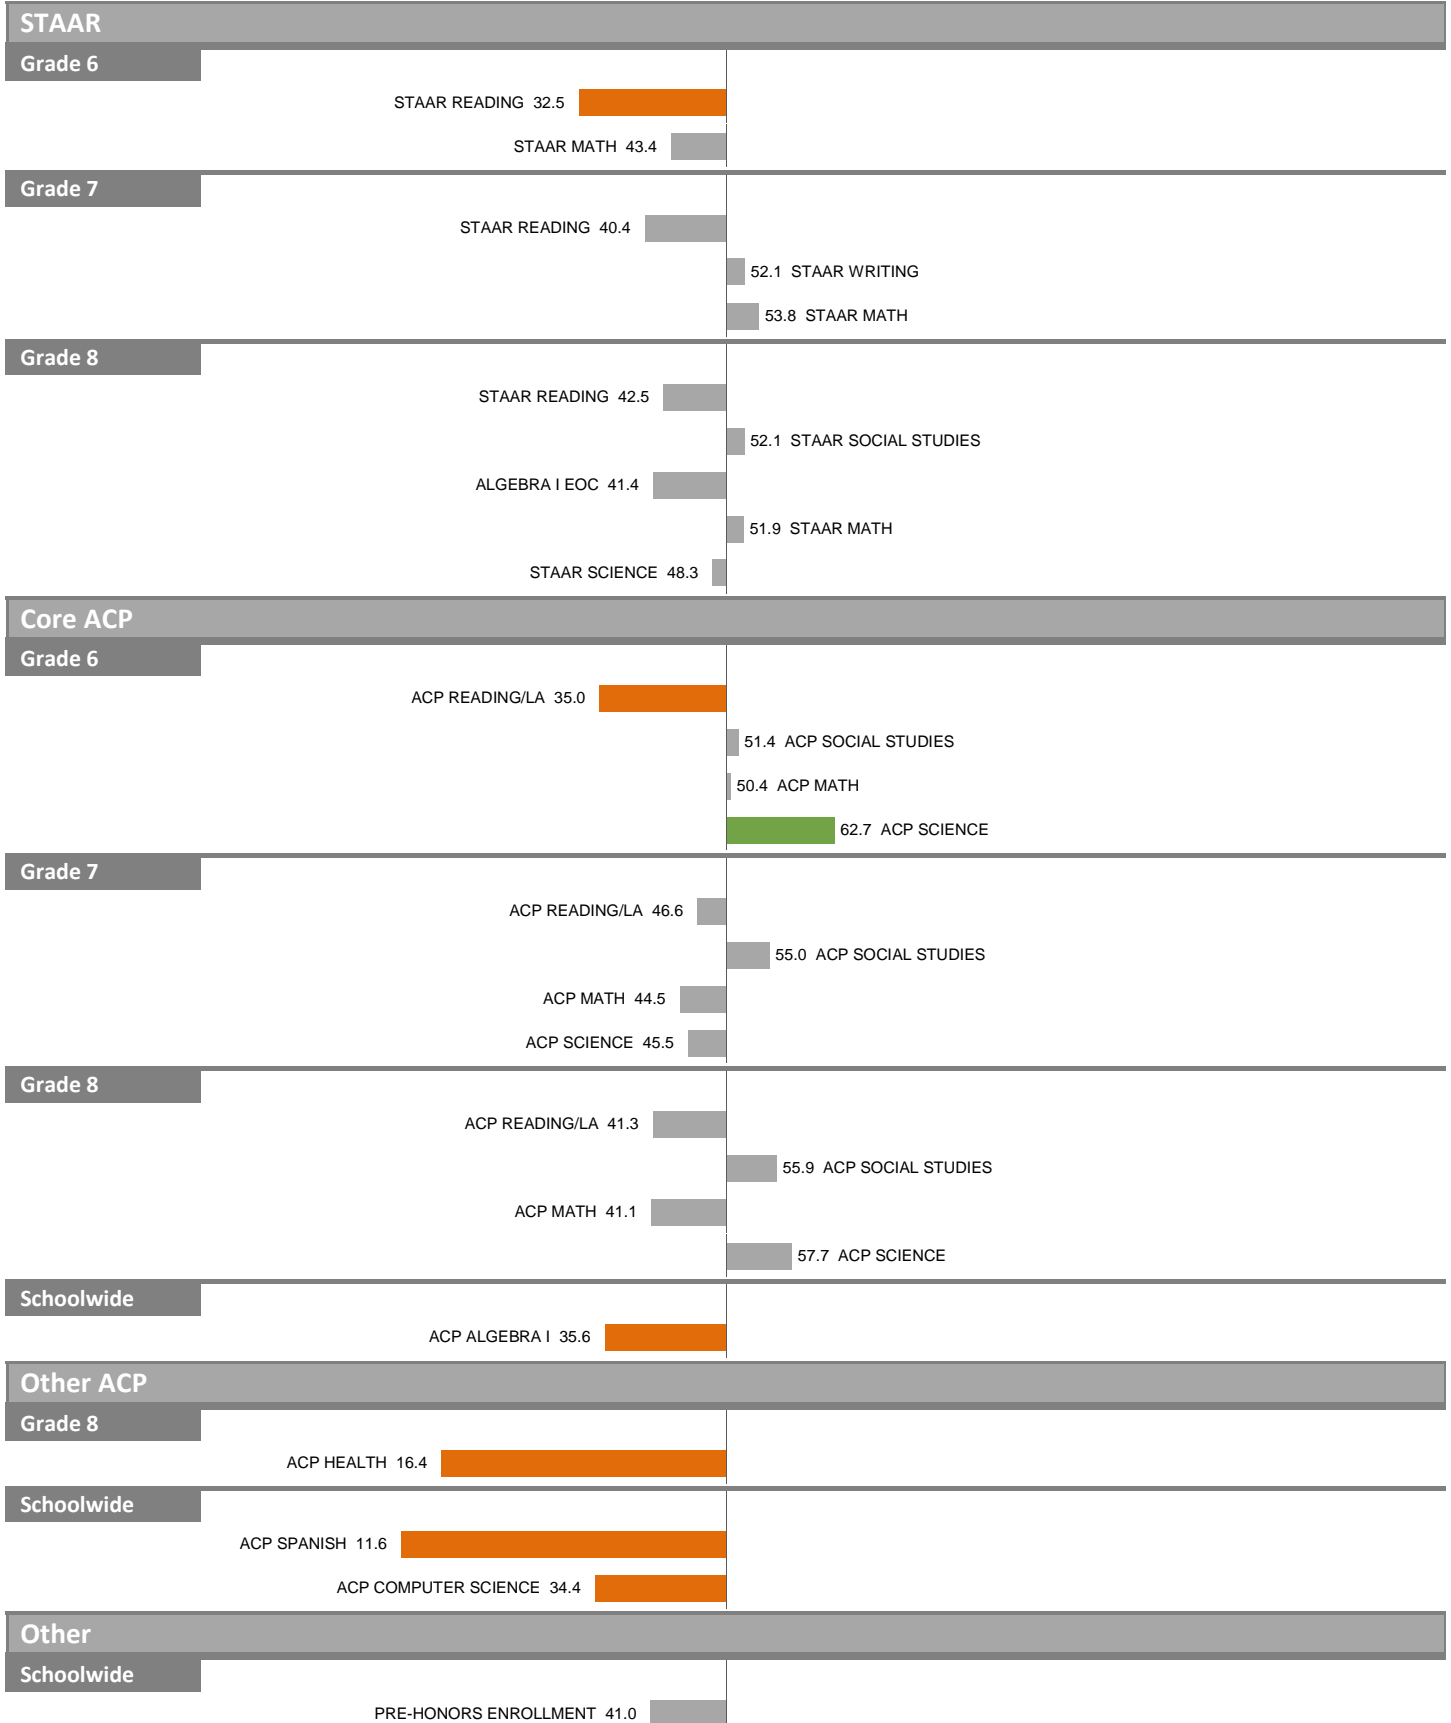 STAAR
Grade 6
STAAR READING 32.5
STAAR MATH 43.4
Grade 7
STAAR READING 40.4
52.1 STAAR WRITING
53.8 STAAR MATH
Grade 8
STAAR READING 42.5
52.1 STAAR SOCIAL STUDIES
ALGEBRA I EOC 41.4
51.9 STAAR MATH
STAAR SCIENCE 48.3
Core ACP
Grade 6
ACP READING/LA 35.0
51.4 ACP SOCIAL STUDIES
50.4 ACP MATH
62.7 ACP SCIENCE
Grade 7
ACP READING/LA 46.6
55.0 ACP SOCIAL STUDIES
ACP MATH 44.5
ACP SCIENCE 45.5
Grade 8
ACP READING/LA 41.3
55.9 ACP SOCIAL STUDIES
ACP MATH 41.1
57.7 ACP SCIENCE
Schoolwide
ACP ALGEBRA I 35.6
Other ACP
Grade 8
ACP HEALTH 16.4
Schoolwide
ACP SPANISH 11.6
ACP COMPUTER SCIENCE 34.4
Other
Schoolwide
PRE-HONORS ENROLLMENT 41.0